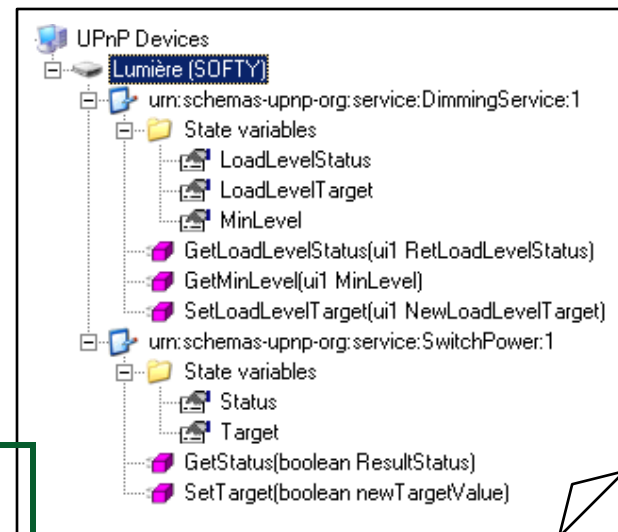 UPnP Devices
Lumière (SOFTY)
urn:schemas-upnp-org:service:DimmingService:1
State variables
LoadLevelStatus
LoadLevelTarget
MinLevel
GetLoadLevelStatus(ui1 RetLoadLevelStatus)
GetMinLevel(ui1 MinLevel)
SetLoadLevelTarget(ui1 NewLoadLevelTarget)
urn:schemas-upnp-org:service:SwitchPower:1
State variables
Status
Target
GetStatus(boolean ResultStatus)
SetTarget(boolean newTargetValue)